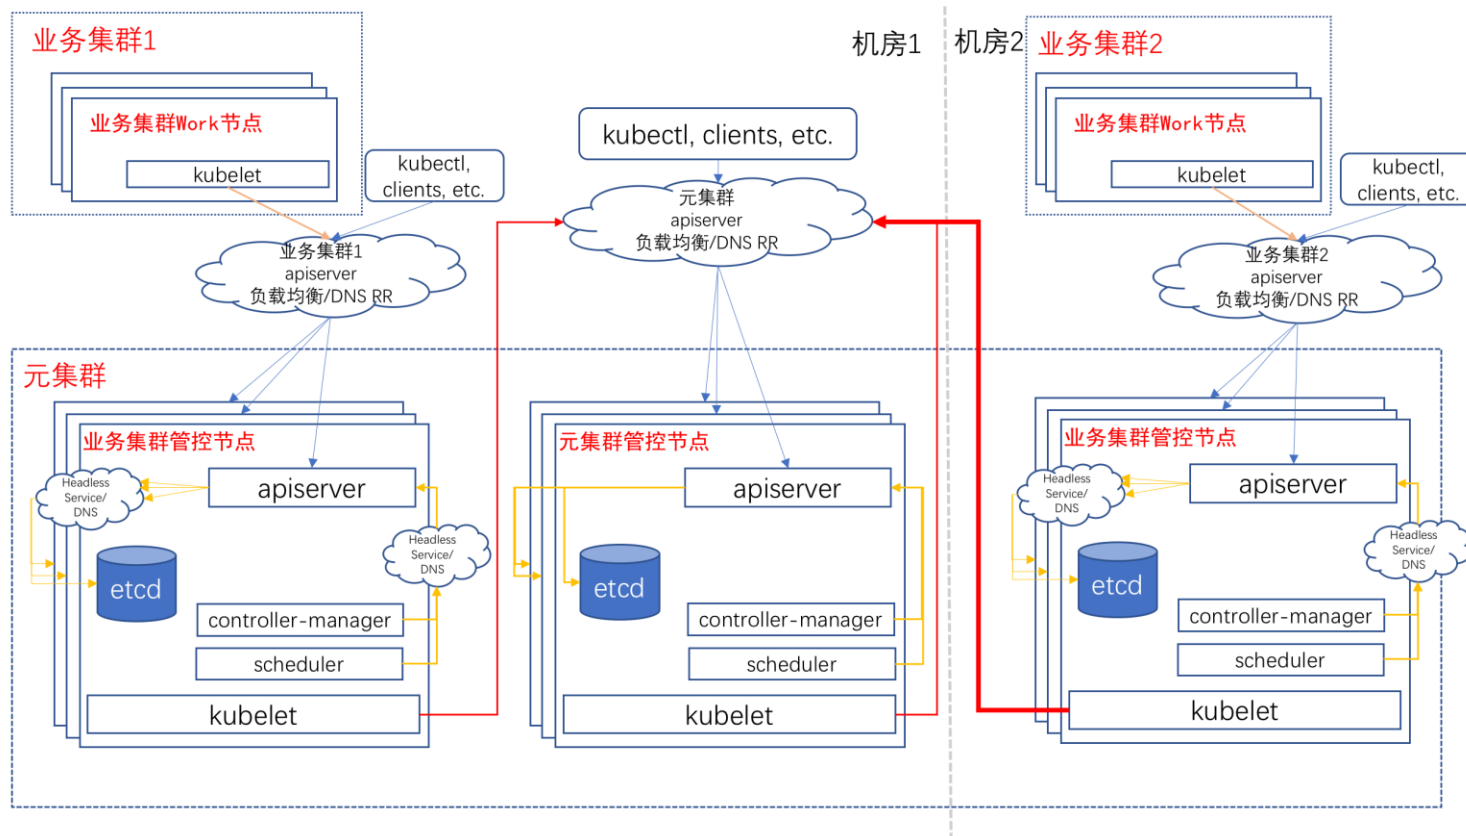 业务集群1
业务集群Work节点
kubelet
kubectl,
clients, etc.
业务集群1
apiserver
负载均衡/DNS RR
机房1
机房2
kubectl, clients, etc.
元集群
apiserver
负载均衡/DNS RR
业务集群2
业务集群Work节点
kubelet
kubectl,
clients, etc.
业务集群2
apiserver
负载均衡/DNS RR
元集群
业务集群管控节点
Headless
Service/
DNS
apiserver
Headless
Service/
DNS
etcd
controller-manager
scheduler
kubelet
元集群管控节点
apiserver
etcd
controller-manager
scheduler
kubelet
业务集群管控节点
Headless
Service/
DNS
apiserver
Headless
Service/
DNS
etcd
controller-manager
scheduler
kubelet